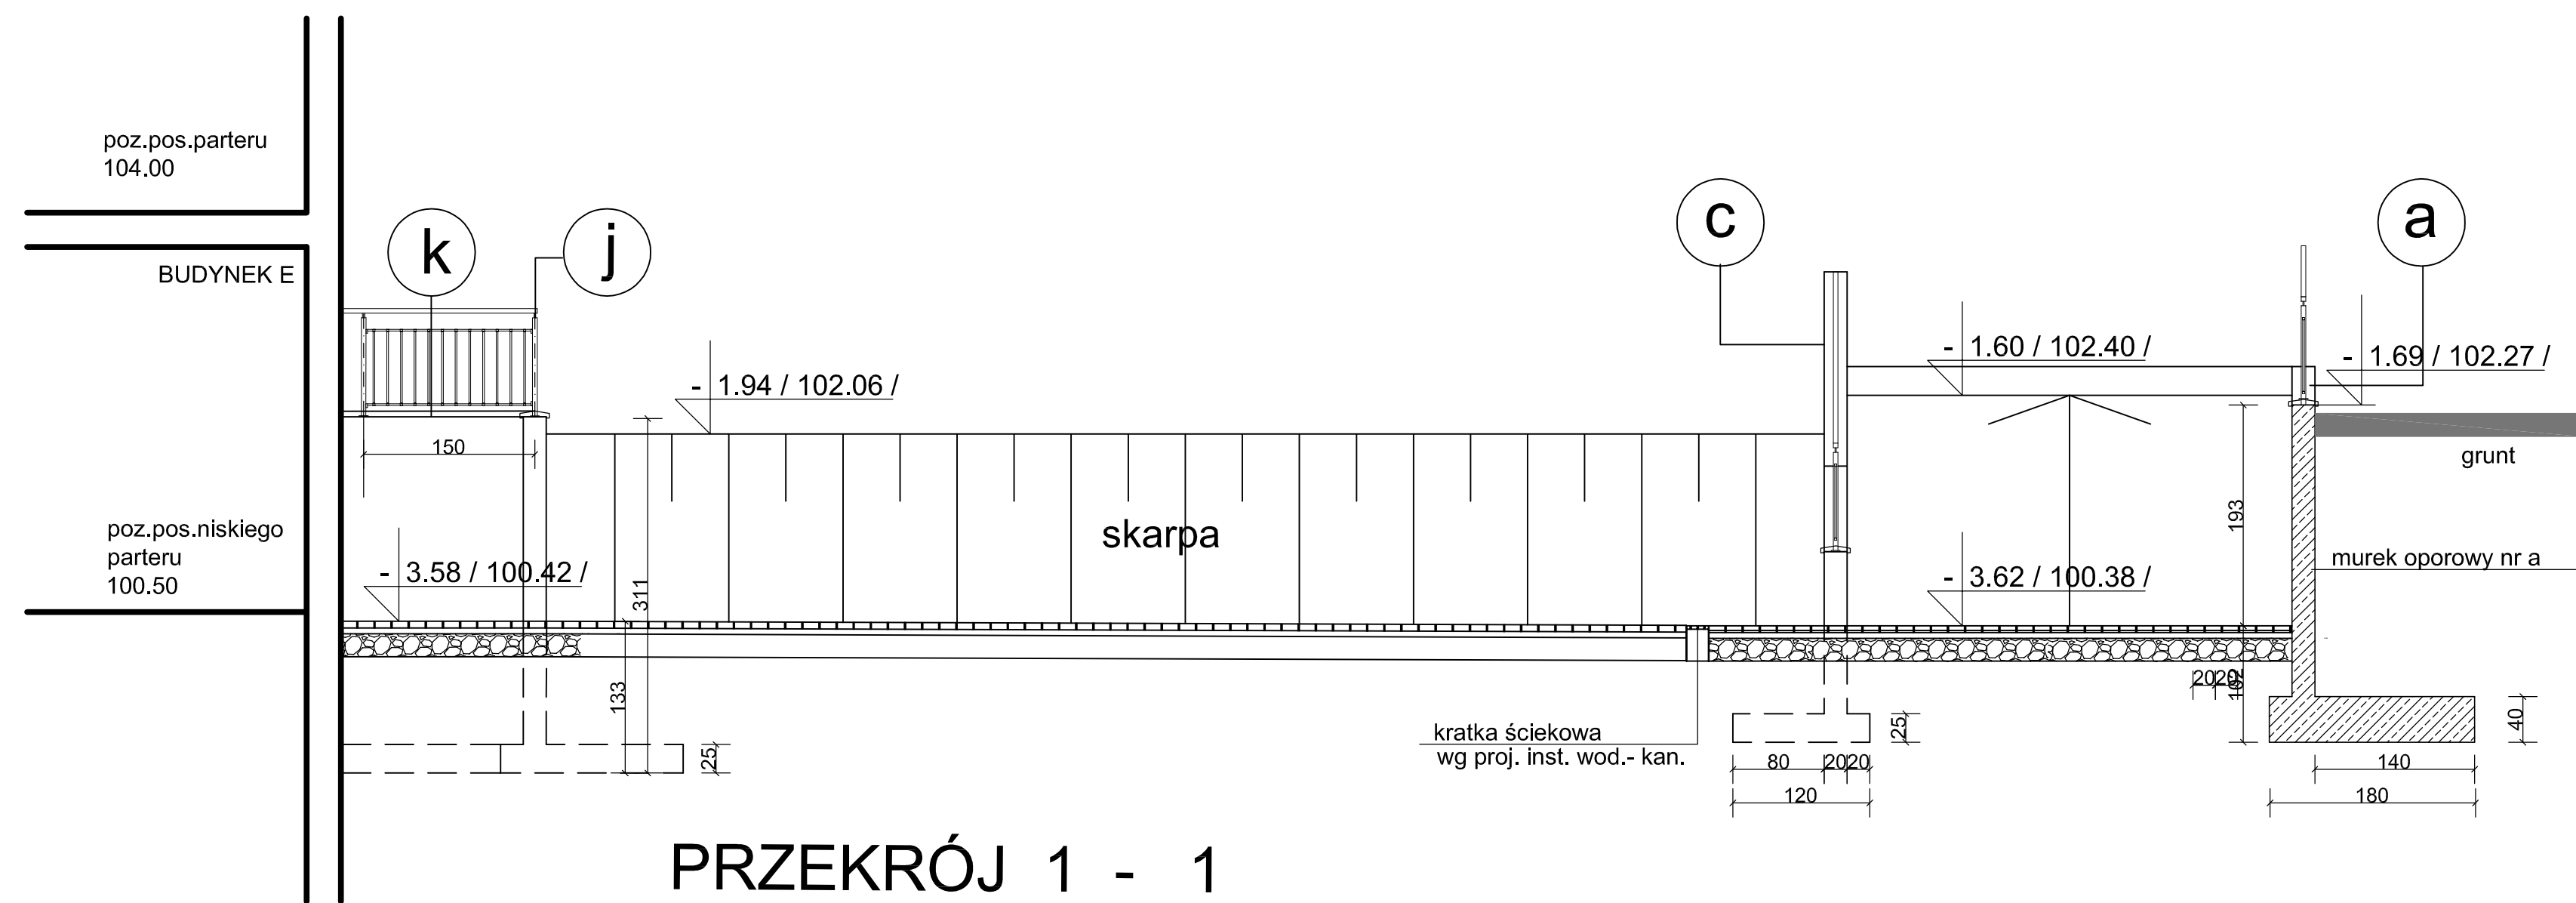 poz.pos.parteru
104.00
BUDYNEK E
k
j
c
a
- 1.60 / 102.40 /
- 1.69 / 102.27 /
- 1.94 / 102.06 /
150
grunt
poz.pos.niskiego
parteru
100.50
skarpa
193
- 3.58 / 100.42 /
311
- 3.62 / 100.38 /
murek oporowy nr a
133
2020
102
kratka ściekowa
wg proj. inst. wod.- kan.
25
25
40
80
2020
140
120
180
PRZEKRÓJ 1 - 1